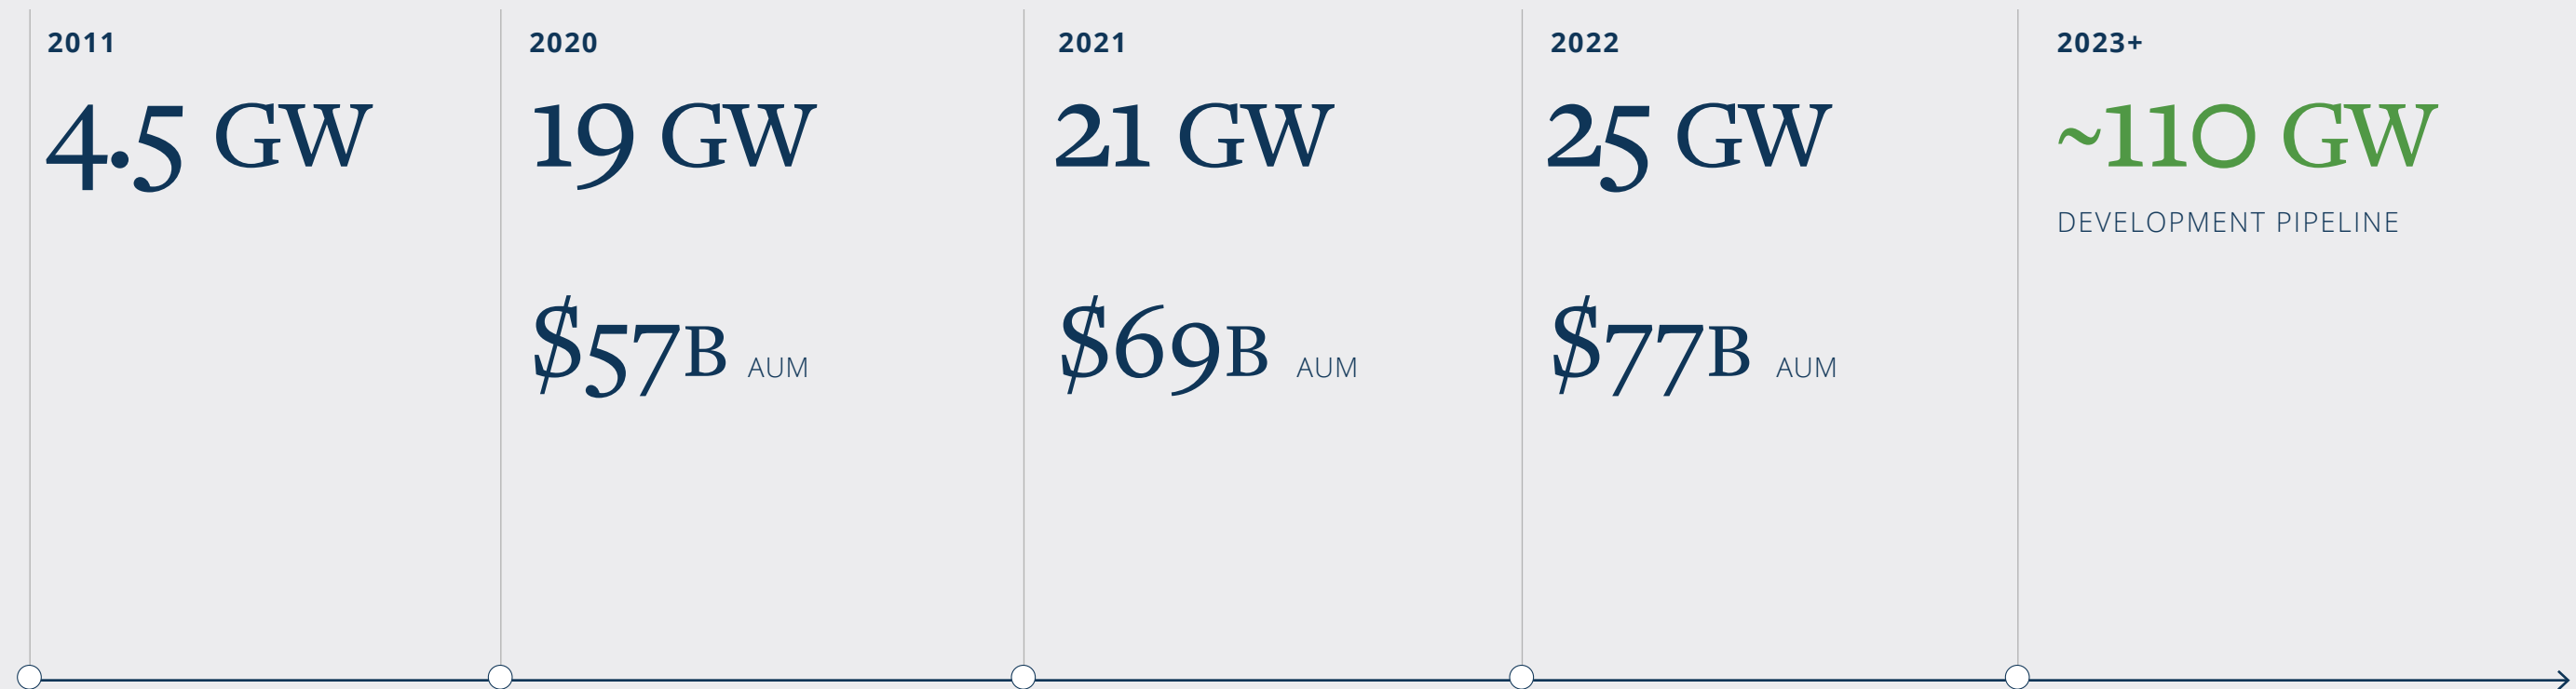 2011
4.5 GW
2020
19 GW
$57B AUM
2021
21 GW
$69B AUM
2022
25 GW
$77B AUM
2023+
~110 GW
DEVELOPMENT PIPELINE